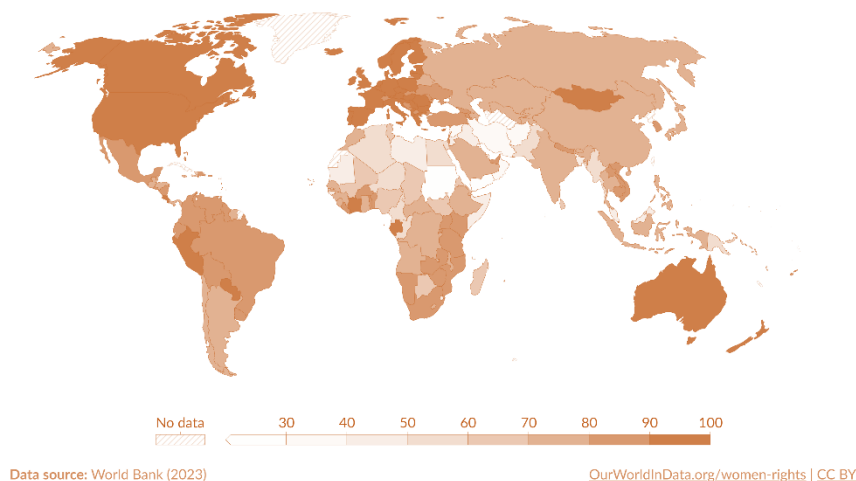 No data 30 40 50 60 70 80 90 100
Data source: World Bank (2023) OurWorldInData.org/women-rights | CC BY